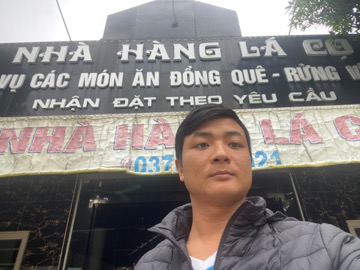 NHÀ HÀNG LÁ CỌ
VỤ CÁC MÓN ĂN ĐỒNG QUÊ - RỪNG
NHẬN ĐẶT THEO YÊU CẦU
NHÀ HÀNG LÁ C
037
21